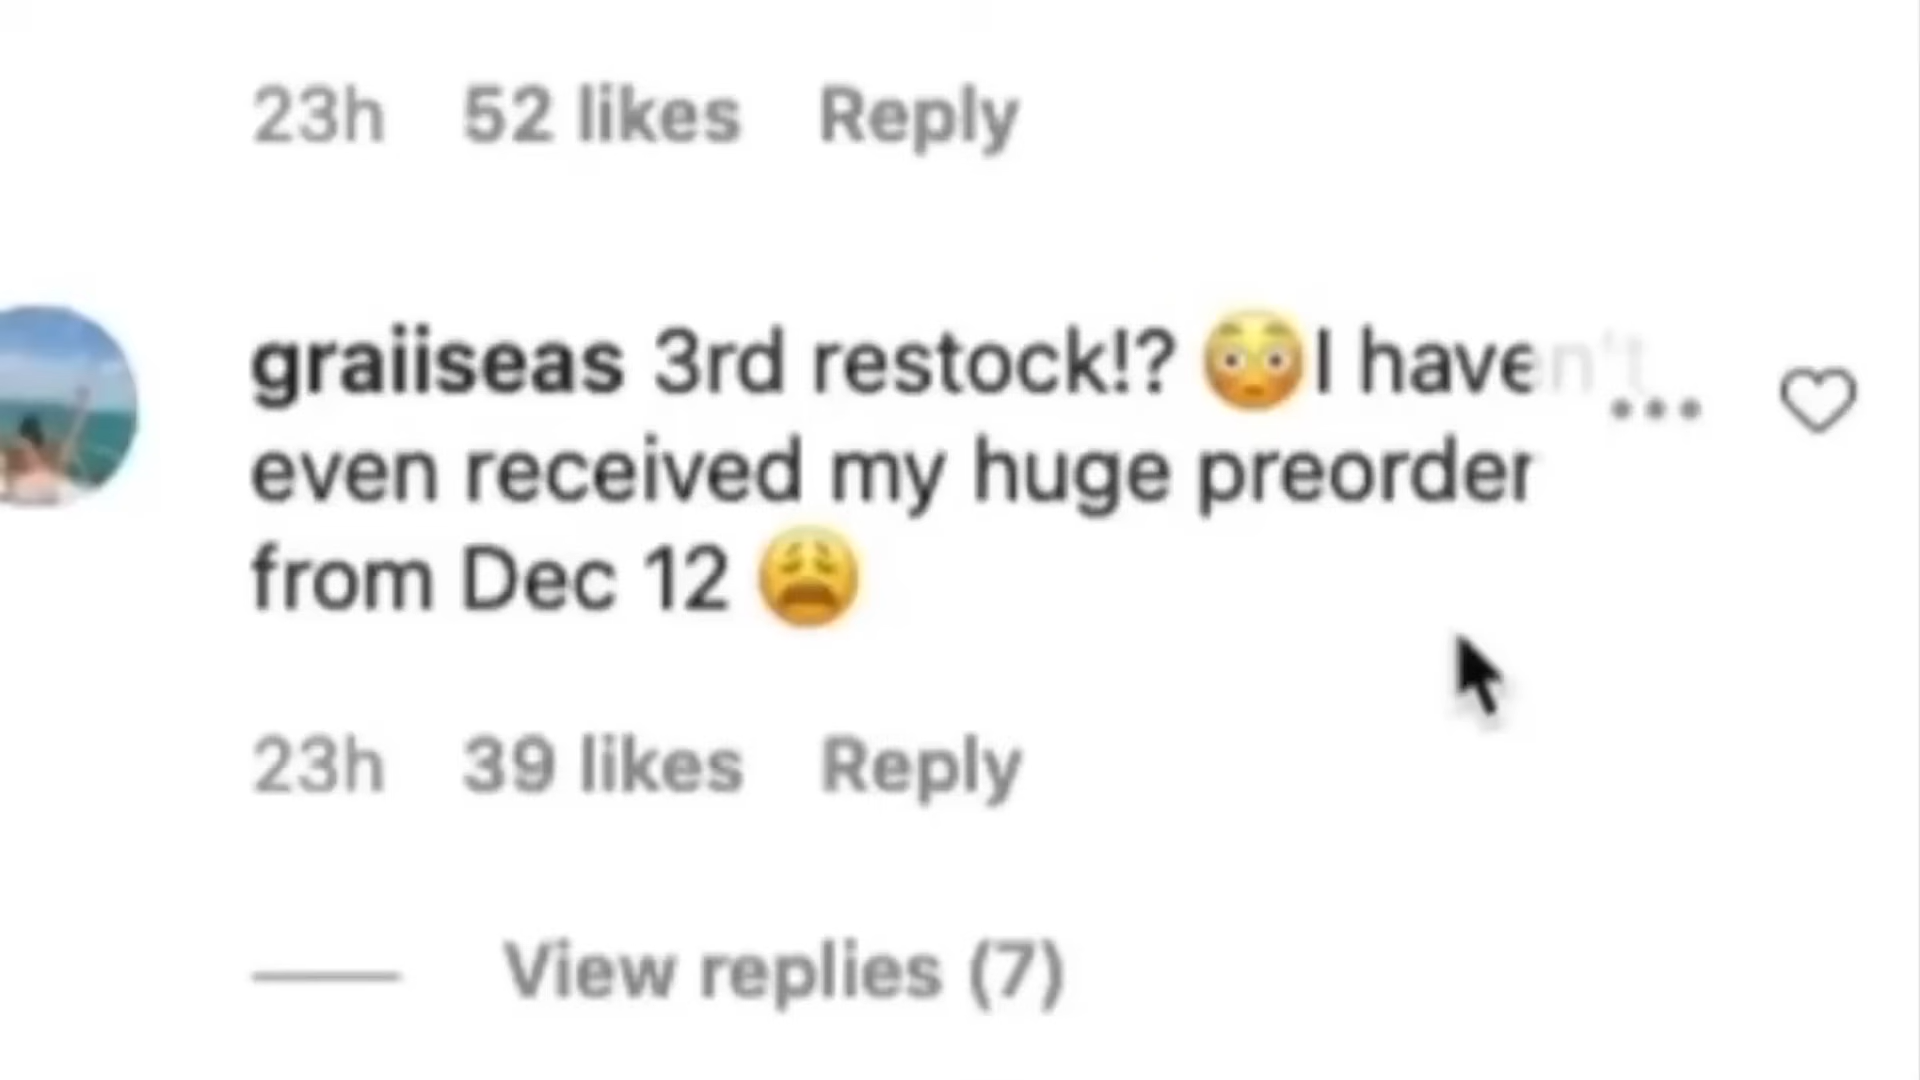 23h 52 likes Reply
graiiseas 3rd restock!? 😳I haven't
even received my huge preorder
from Dec 12 😩
23h 39 likes Reply
View replies (7)